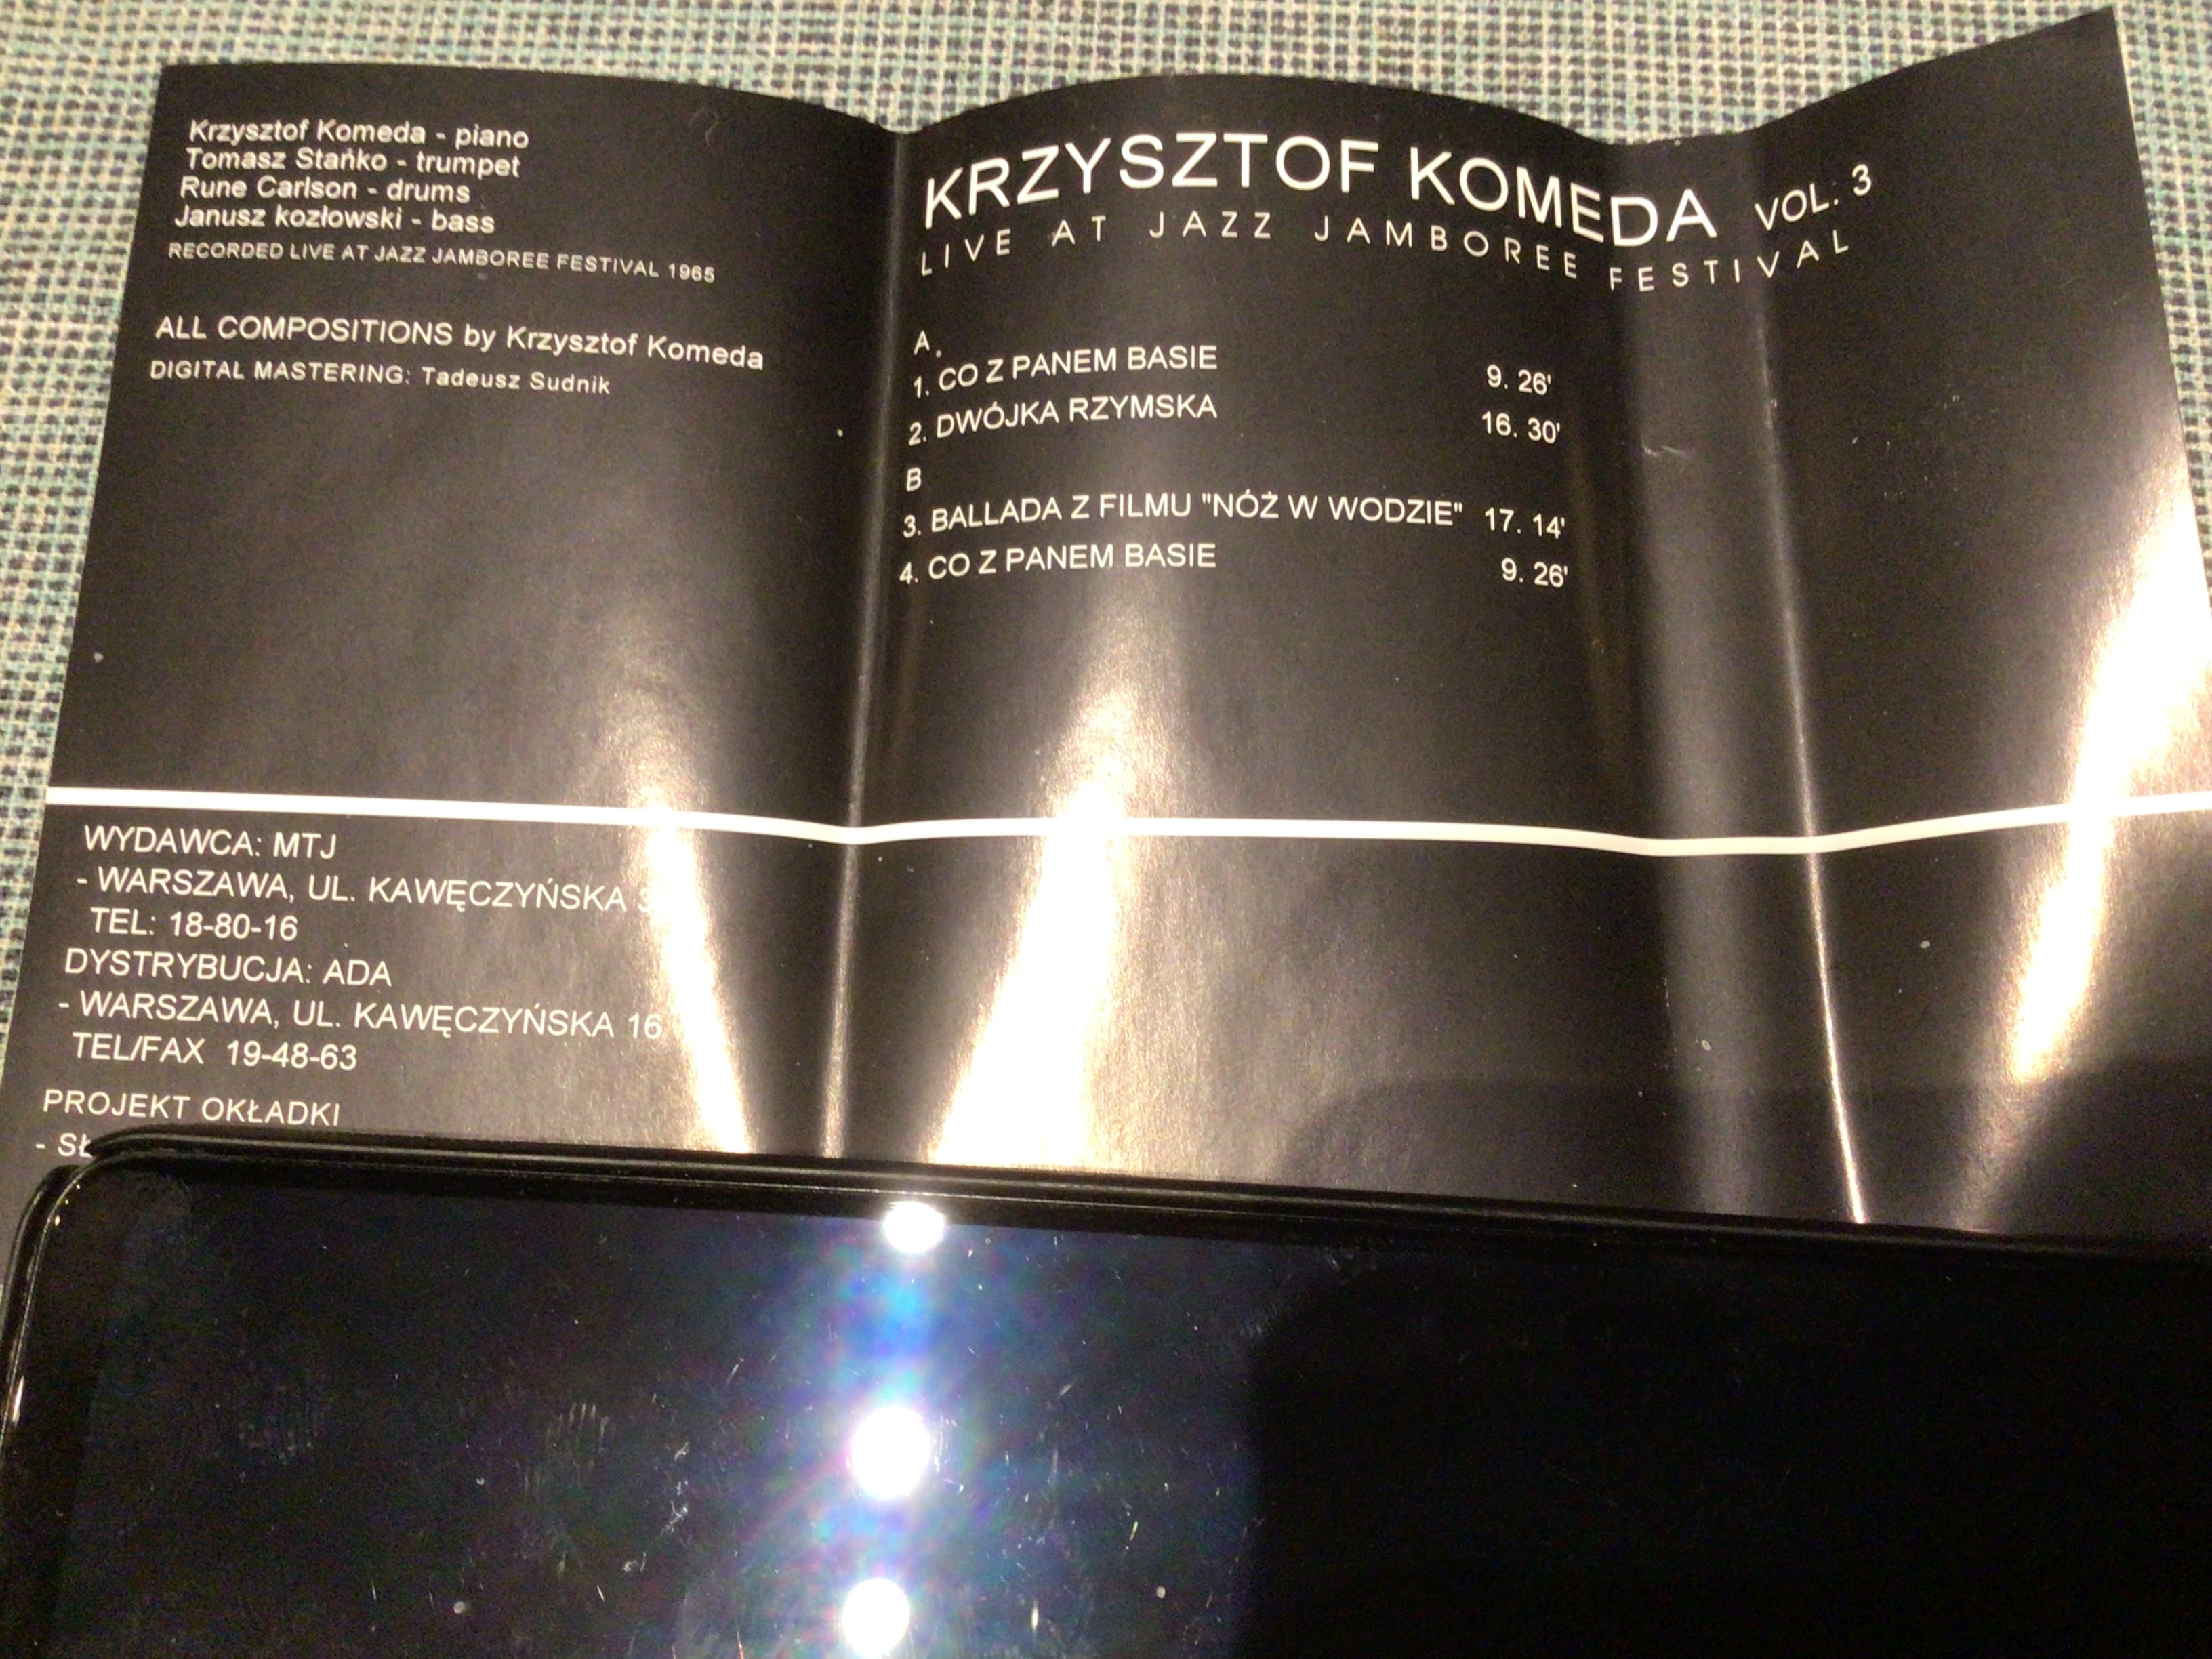 Krzysztof Komeda - piano
Tomasz Stańko - trumpet
Rune Carlson - drums
Janusz kozłowski - bass
RECORDED LIVE AT JAZZ JAMBOREE FESTIVAL 1965
ALL COMPOSITIONS by Krzysztof Komeda
DIGITAL MASTERING: Tadeusz Sudnik
WYDAWCA: MTJ
- WARSZAWA, UL. KAWĘCZYŃSKA
TEL: 18-80-16
DYSTRYBUCJA: ADA
- WARSZAWA, UL. KAWĘCZYŃSKA 16
TEL/FAX 19-48-63
PROJEKT OKŁADKI
KRZYSZTOF KOMEDA VOL. 3
LIVE AT JAZZ JAMBOREE FESTIVAL
A.
1. CO Z PANEM BASIE 9. 26'
2. DWÓJKA RZYMSKA 16. 30'
B
3. BALLADA Z FILMU "NÓŻ W WODZIE" 17. 14'
4. CO Z PANEM BASIE 9. 26'